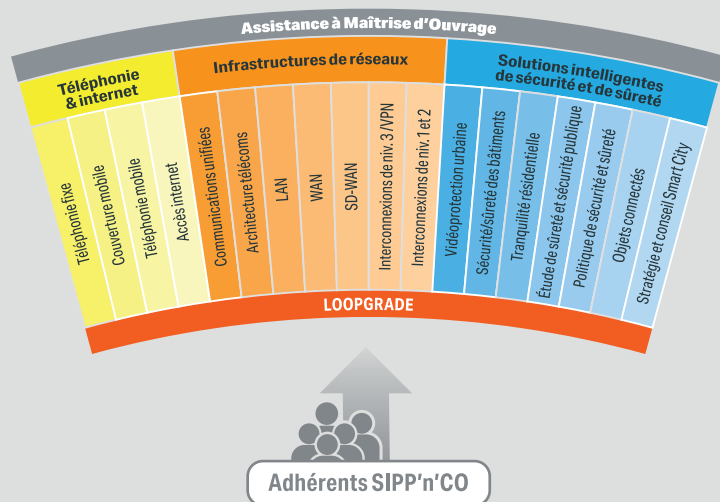 Assistance à Maîtrise d'Ouvrage
Téléphonie
& internet
Infrastructures de réseaux
Solutions intelligentes
de sécurité et de sûreté
Téléphonie fixe
Couverture mobile
Téléphonie mobile
Accès internet
Communications unifiées
Architecture télécoms
LAN
WAN
SD-WAN
Interconnexions de niv. 3 /VPN
Interconnexions de niv. 1 et 2
Vidéoprotection urbaine
Sécurité/sûreté des bâtiments
Tranquilité résidentielle
Étude de sûreté et sécurité publique
Politique de sécurité et sûreté
Objets connectés
Stratégie et conseil Smart City
LOOPGRADE
Adhérents SIPP'n'CO